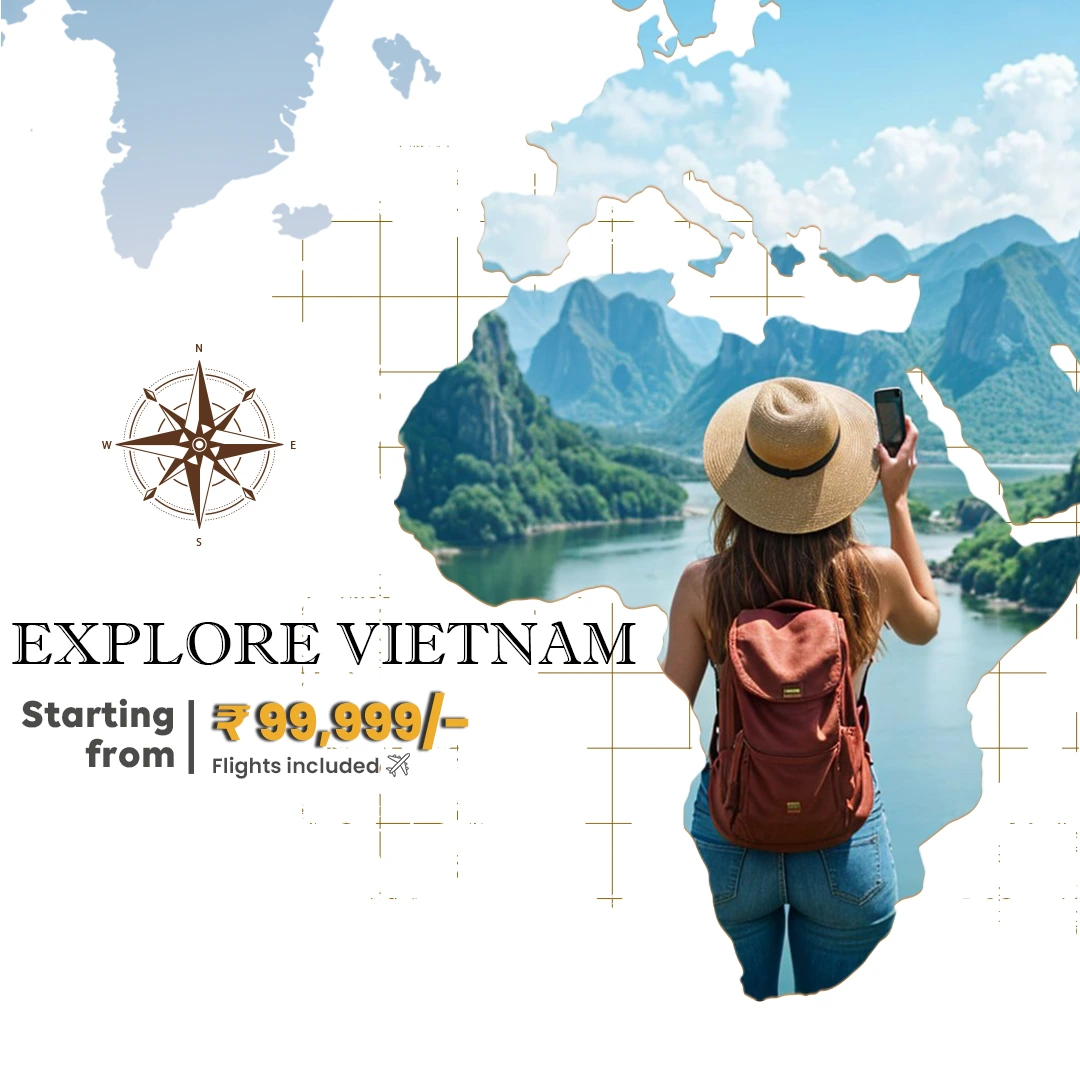 N
W
E
S
EXPLORE VIETNAM
Starting from
₹ 99,999/-
Flights included